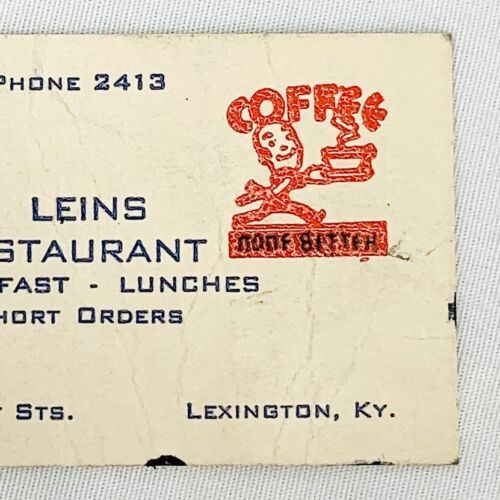 PHONE 2413
COFFEE
NONE BETTER
LEINS
STAURANT
FAST - LUNCHES
HORT ORDERS
T STS. LEXINGTON, KY.